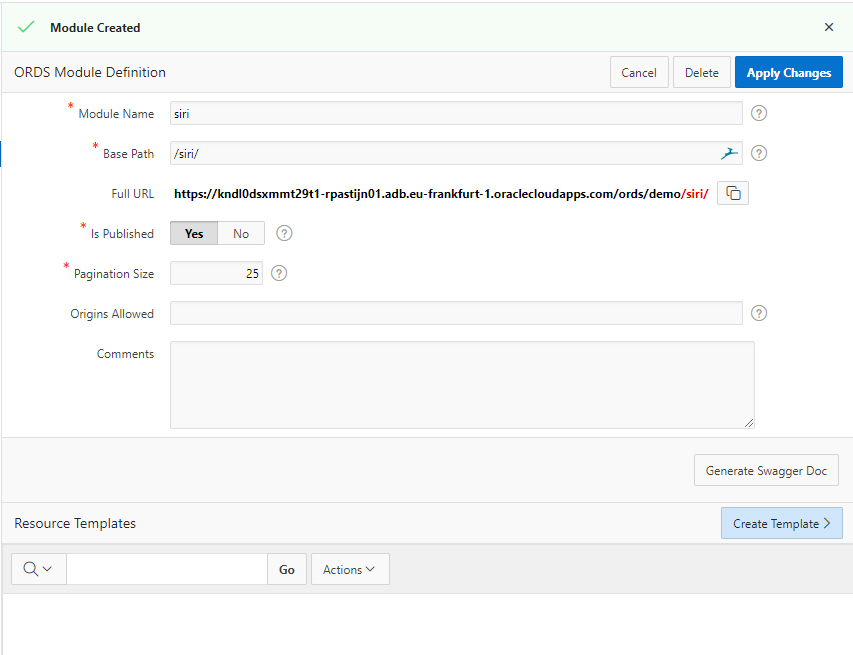 Module Created
ORDS Module Definition
Cancel
Delete
Apply Changes
* Module Name
siri
?
* Base Path
/siri/
?
Full URL
https://kndl0dsxmmt29t1-rpastijn01.adb.eu-frankfurt-1.oraclecloudapps.com/ords/demo/siri/
* Is Published
Yes
No
?
* Pagination Size
25
?
Origins Allowed
?
Comments
Generate Swagger Doc
Resource Templates
Create Template
Go
Actions